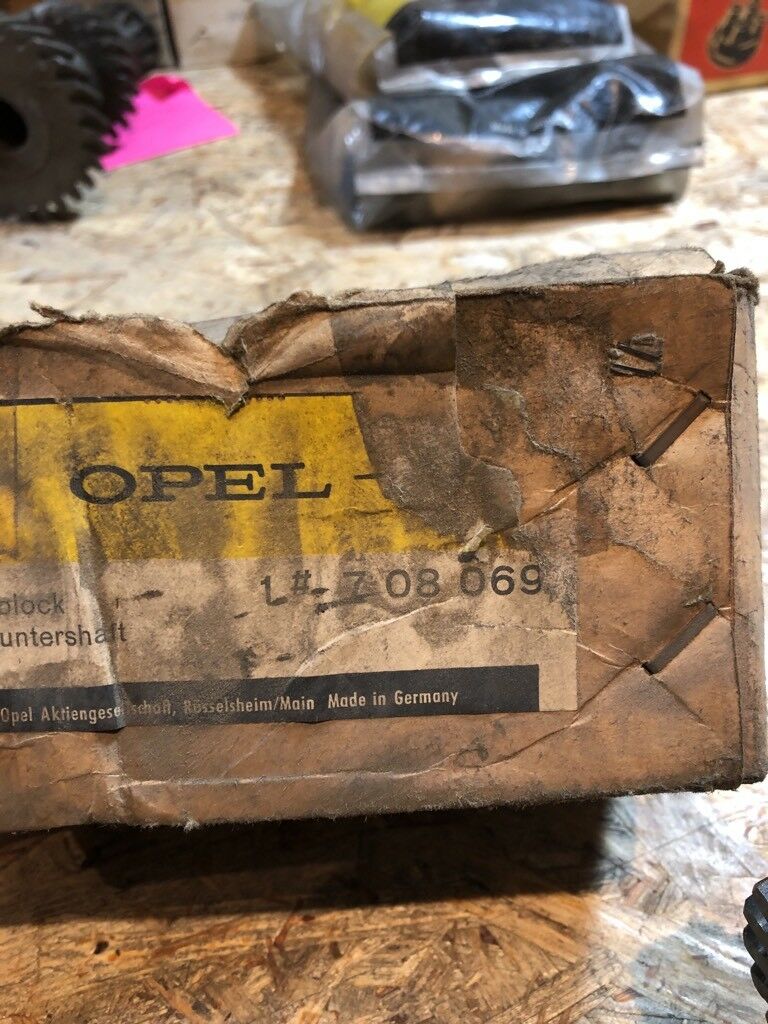 OPEL
1 # 7 08 069
block
untershaft
Opel Aktiengesellschaft, Rüsselsheim/Main Made in Germany